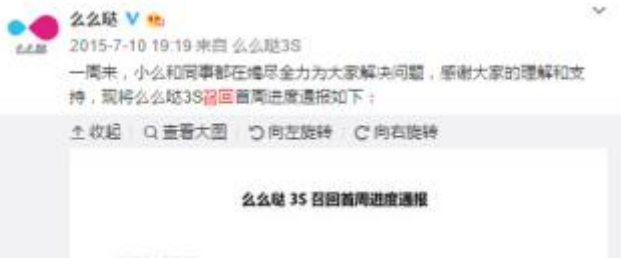 么么哒
2015-7-10 19:19 来自 么么哒3S
一周来，小么和同事都在竭尽全力为大家解决问题，感谢大家的理解和支
持，现将么么哒3S召回首周进度通报如下：
收起 查看大图 向左旋转 向右旋转
么么哒 3S 召回首周进度通报